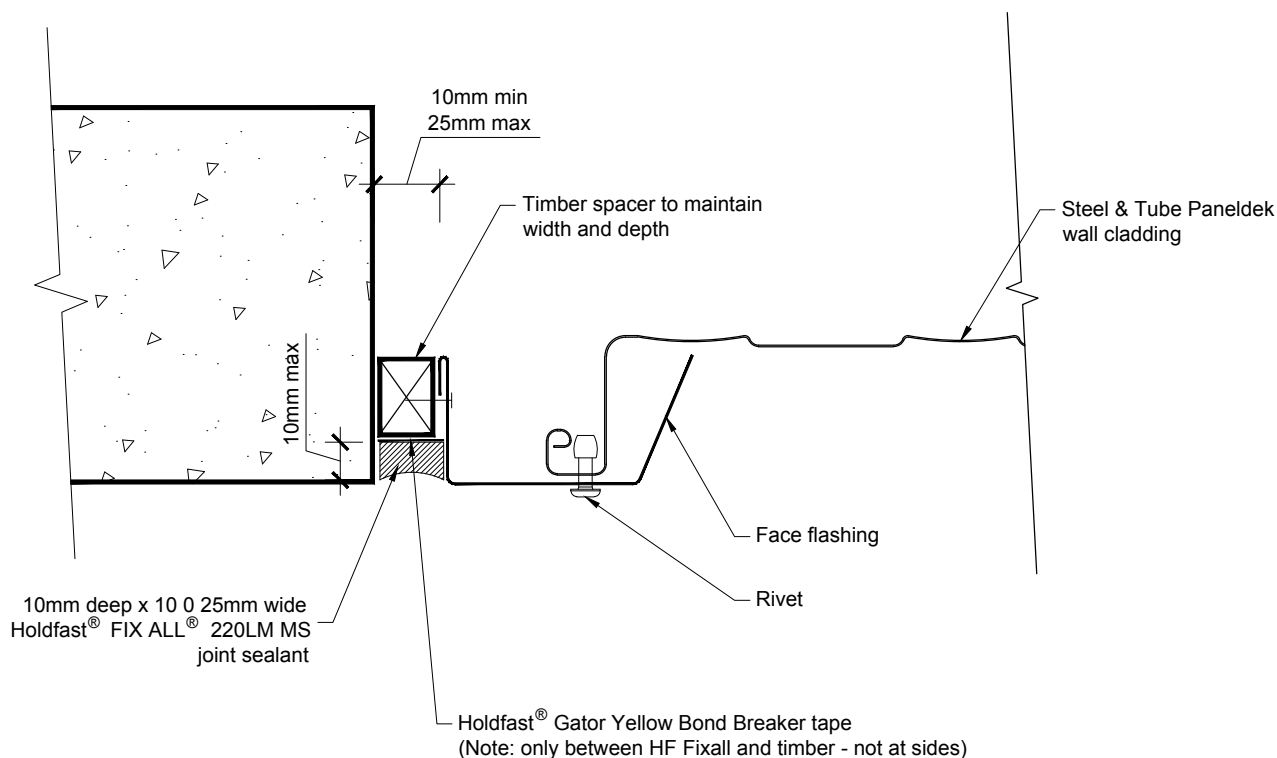 10mm min
25mm max
Timber spacer to maintain
width and depth
Steel & Tube Paneldek
wall cladding
10mm max
Face flashing
Rivet
10mm deep x 10 0 25mm wide
Holdfast® FIX ALL® 220LM MS
joint sealant
Holdfast® Gator Yellow Bond Breaker tape
(Note: only between HF Fixall and timber - not at sides)